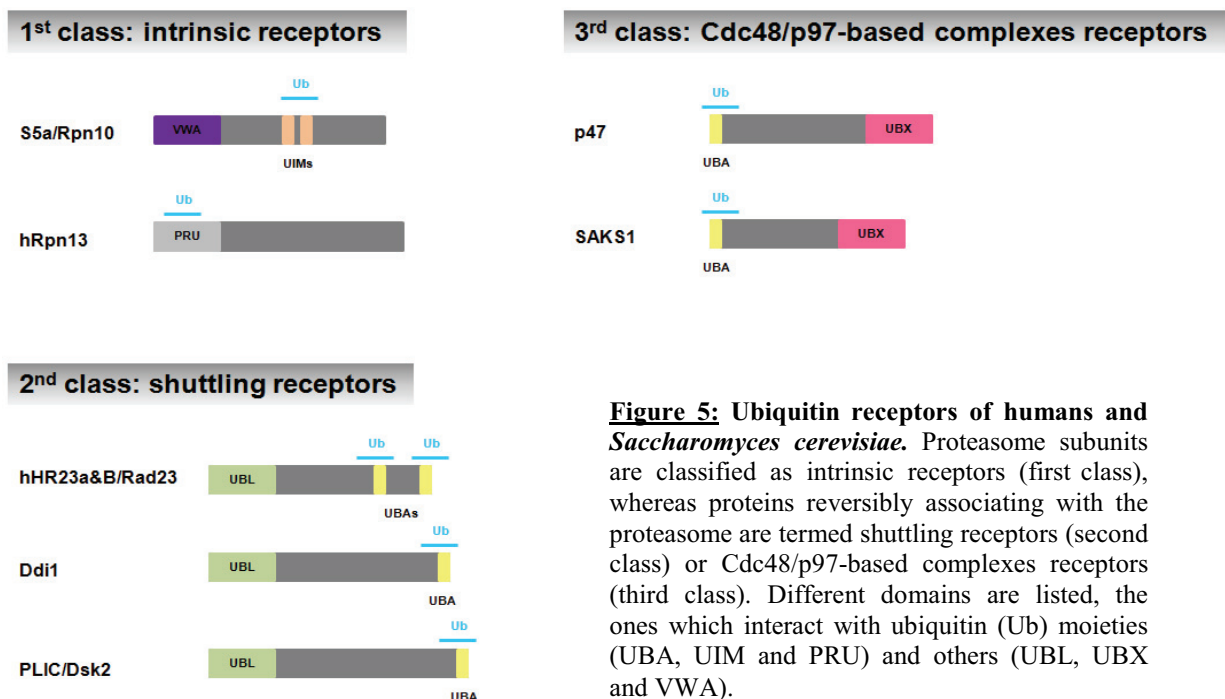 1st class: intrinsic receptors
Ub
S5a/Rpn10
VWA
UIMs
Ub
hRpn13
PRU
3rd class: Cdc48/p97-based complexes receptors
Ub
p47
UBX
UBA
Ub
SAKS1
UBX
UBA
2nd class: shuttling receptors
Ub
Ub
hHR23a&B/Rad23
UBL
UBAs
Ub
Ddi1
UBL
UBA
Ub
PLIC/Dsk2
UBL
UBA
Figure 5: Ubiquitin receptors of humans and
Saccharomyces cerevisiae. Proteasome subunits
are classified as intrinsic receptors (first class),
whereas proteins reversibly associating with the
proteasome are termed shuttling receptors (second
class) or Cdc48/p97-based complexes receptors
(third class). Different domains are listed, the
ones which interact with ubiquitin (Ub) moieties
(UBA, UIM and PRU) and others (UBL, UBX
and VWA).